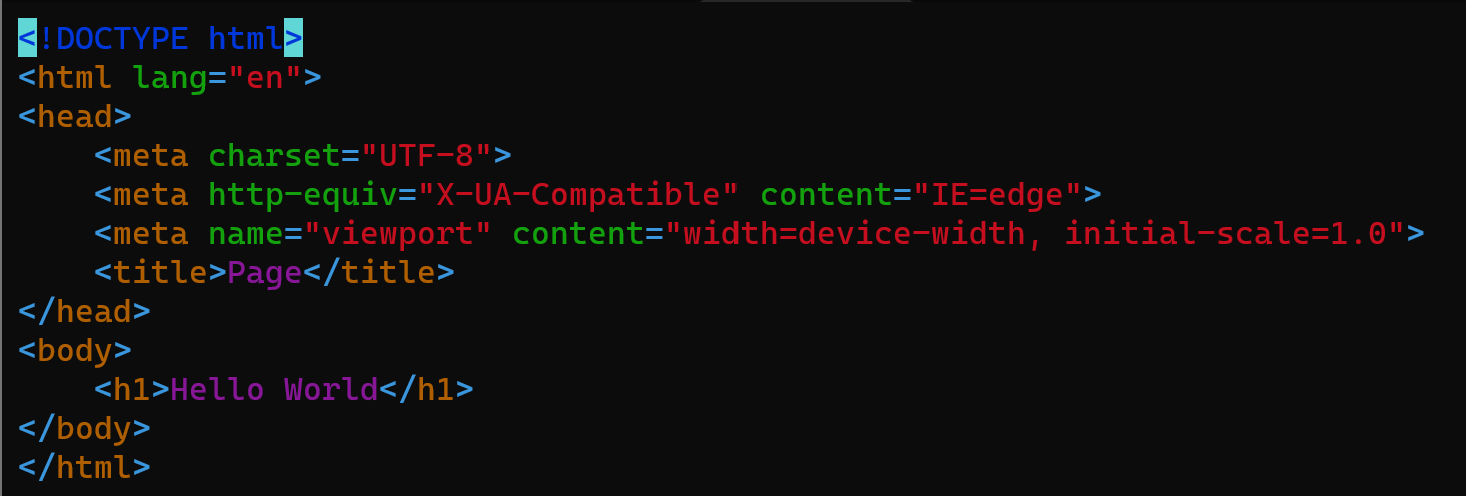 <!DOCTYPE html>
<html lang="en">
<head>
    <meta charset="UTF-8">
    <meta http-equiv="X-UA-Compatible" content="IE=edge">
    <meta name="viewport" content="width=device-width, initial-scale=1.0">
    <title>Page</title>
</head>
<body>
    <h1>Hello World</h1>
</body>
</html>